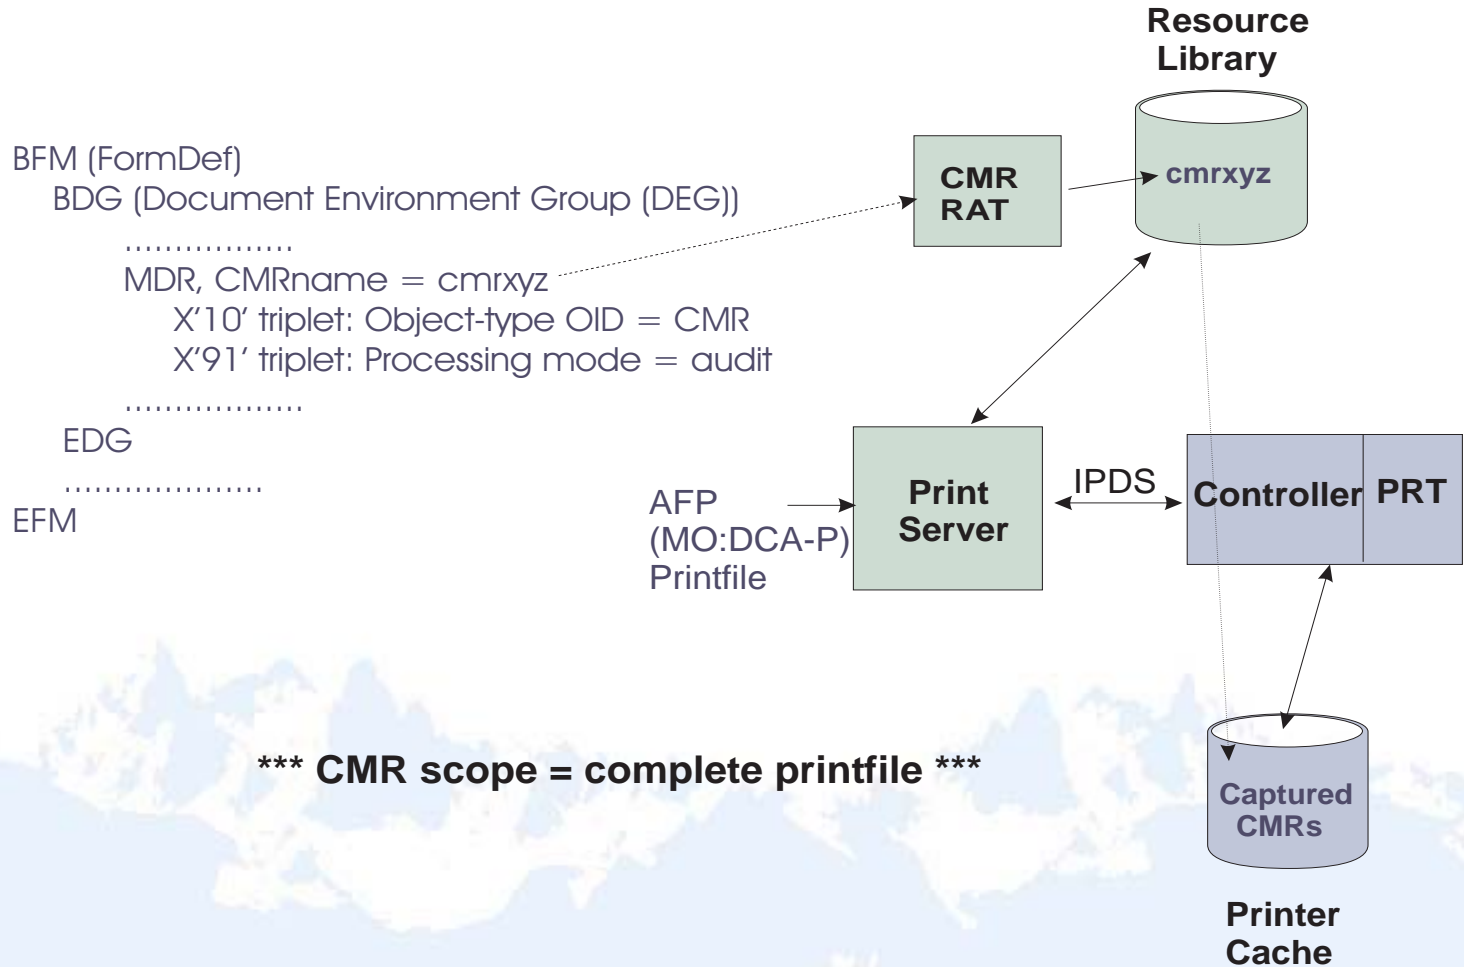 Resource
Library
BFM (FormDef)
BDG (Document Environment Group (DEG))
.................
MDR, CMRname = cmrxyz
X'10' triplet: Object-type OID = CMR
X'91' triplet: Processing mode = audit
..................
EDG
....................
EFM
CMR
RAT
cmrxyz
AFP
(MO:DCA-P)
Printfile
Print
Server
IPDS
Controller
PRT
*** CMR scope = complete printfile ***
Captured
CMRs
Printer
Cache